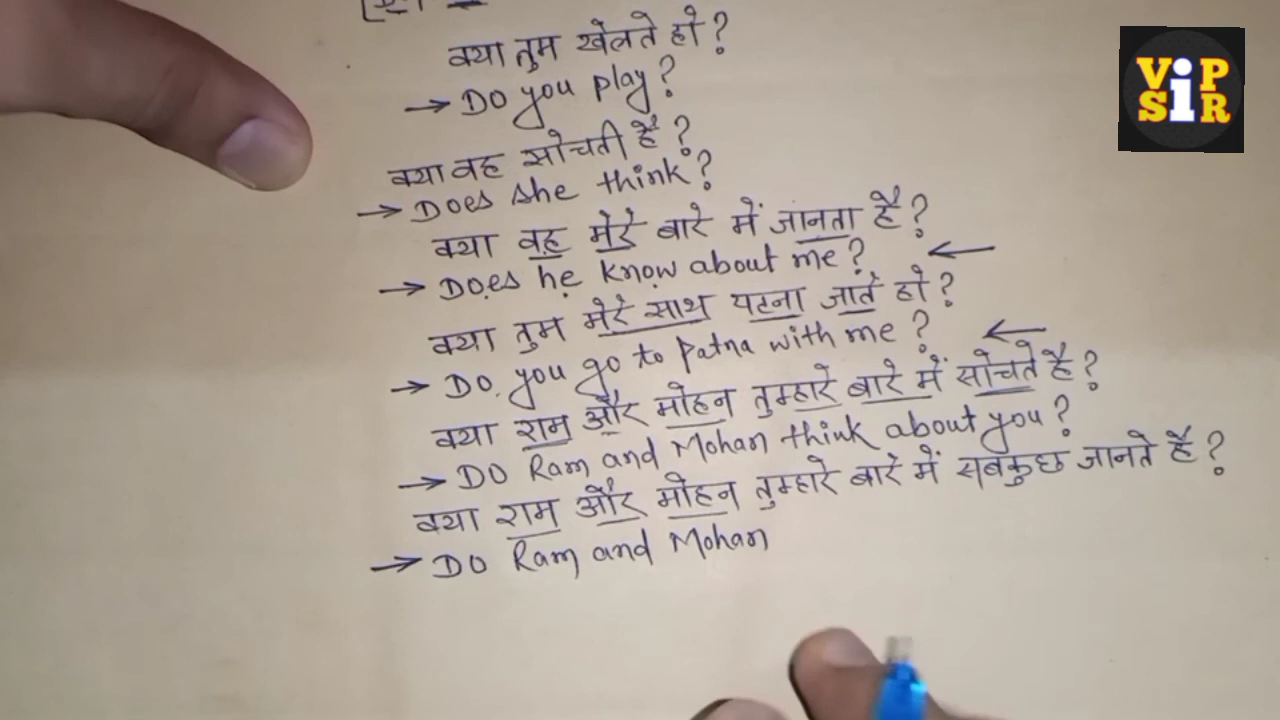 क्या तुम खेलते हो?
→ Do you play?
क्या वह सोचती है?
→ Does she think?
क्या वह मेरे बारे में जानता है?
→ Does he know about me? ←
क्या तुम मेरे साथ पटना जाते हो?
→ Do you go to Patna with me? ←
क्या राम और मोहन तुम्हारे बारे में सोचते है?
→ Do Ram and Mohan think about you?
क्या राम और मोहन तुम्हारे बारे में सबकुछ जानते है?
→ Do Ram and Mohan
ViP
SiR